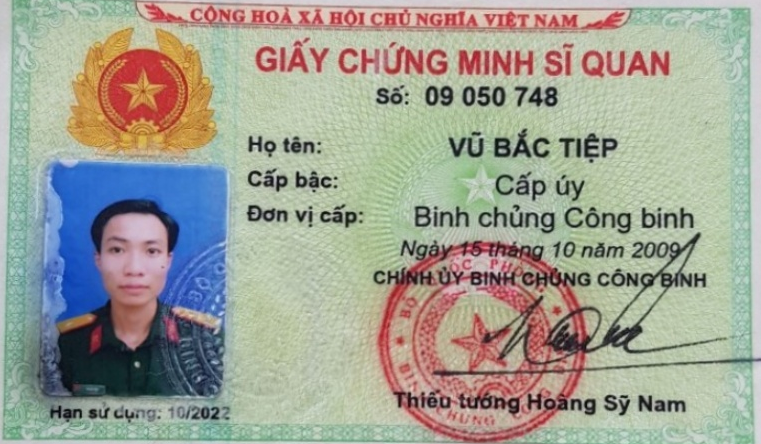 CỘNG HOÀ XÃ HỘI CHỦ NGHĨA VIỆT NAM
GIẤY CHỨNG MINH SĨ QUAN
Số: 09 050 748
Họ tên: VŨ BẮC TIỆP
Cấp bậc: Cấp úy
Đơn vị cấp: Binh chủng Công binh
Ngày 15 tháng 10 năm 2009
CHÍNH ỦY BINH CHỦNG CÔNG BINH
Thiếu tướng Hoàng Sỹ Nam
Hạn sử dụng: 10/2022